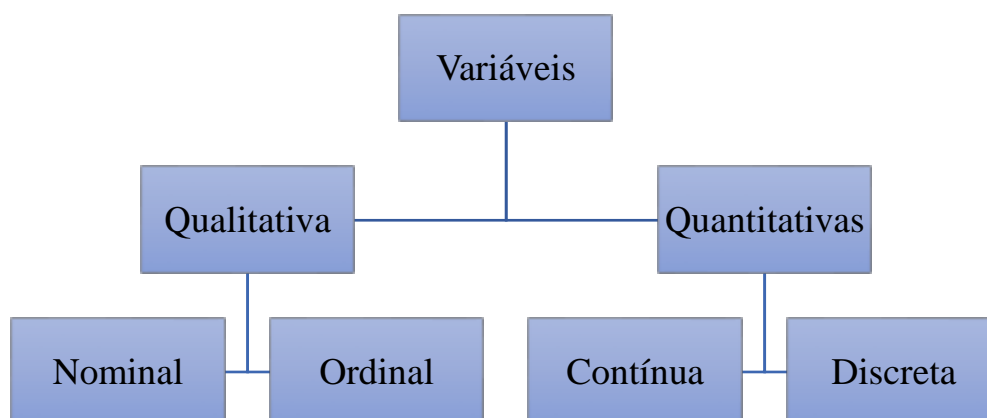 Variáveis
Qualitativa
Quantitativas
Nominal
Ordinal
Contínua
Discreta